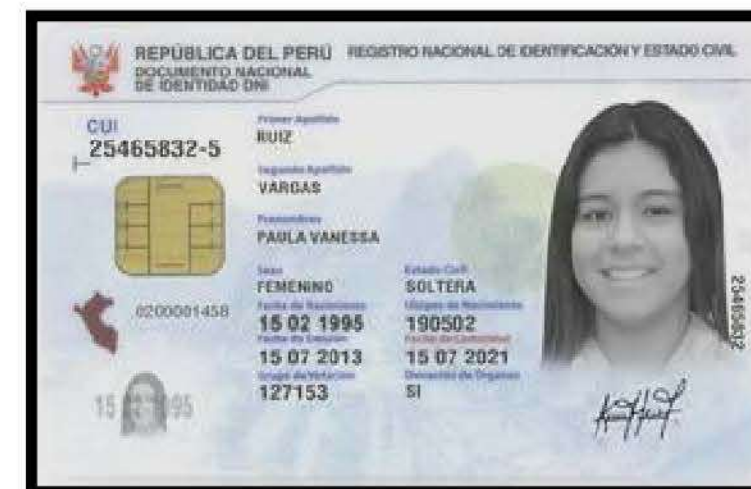 REPÚBLICA DEL PERÚ REGISTRO NACIONAL DE IDENTIFICACIÓN Y ESTADO CIVIL
DOCUMENTO NACIONAL
DE IDENTIDAD DNI
CUI
25465832-5
Primer Apellido
RUIZ
Segundo Apellido
VARGAS
Prenombres
PAULA VANESSA
Sexo Estado Civil
FEMENINO SOLTERA
Fecha de Nacimiento Ubigeo de Nacimiento
0200001458 15 02 1995 190502
Fecha de Emisión Fecha de Caducidad
15 07 2013 15 07 2021
Grupo de Votación Donación de Órganos
127153 SI
15 95